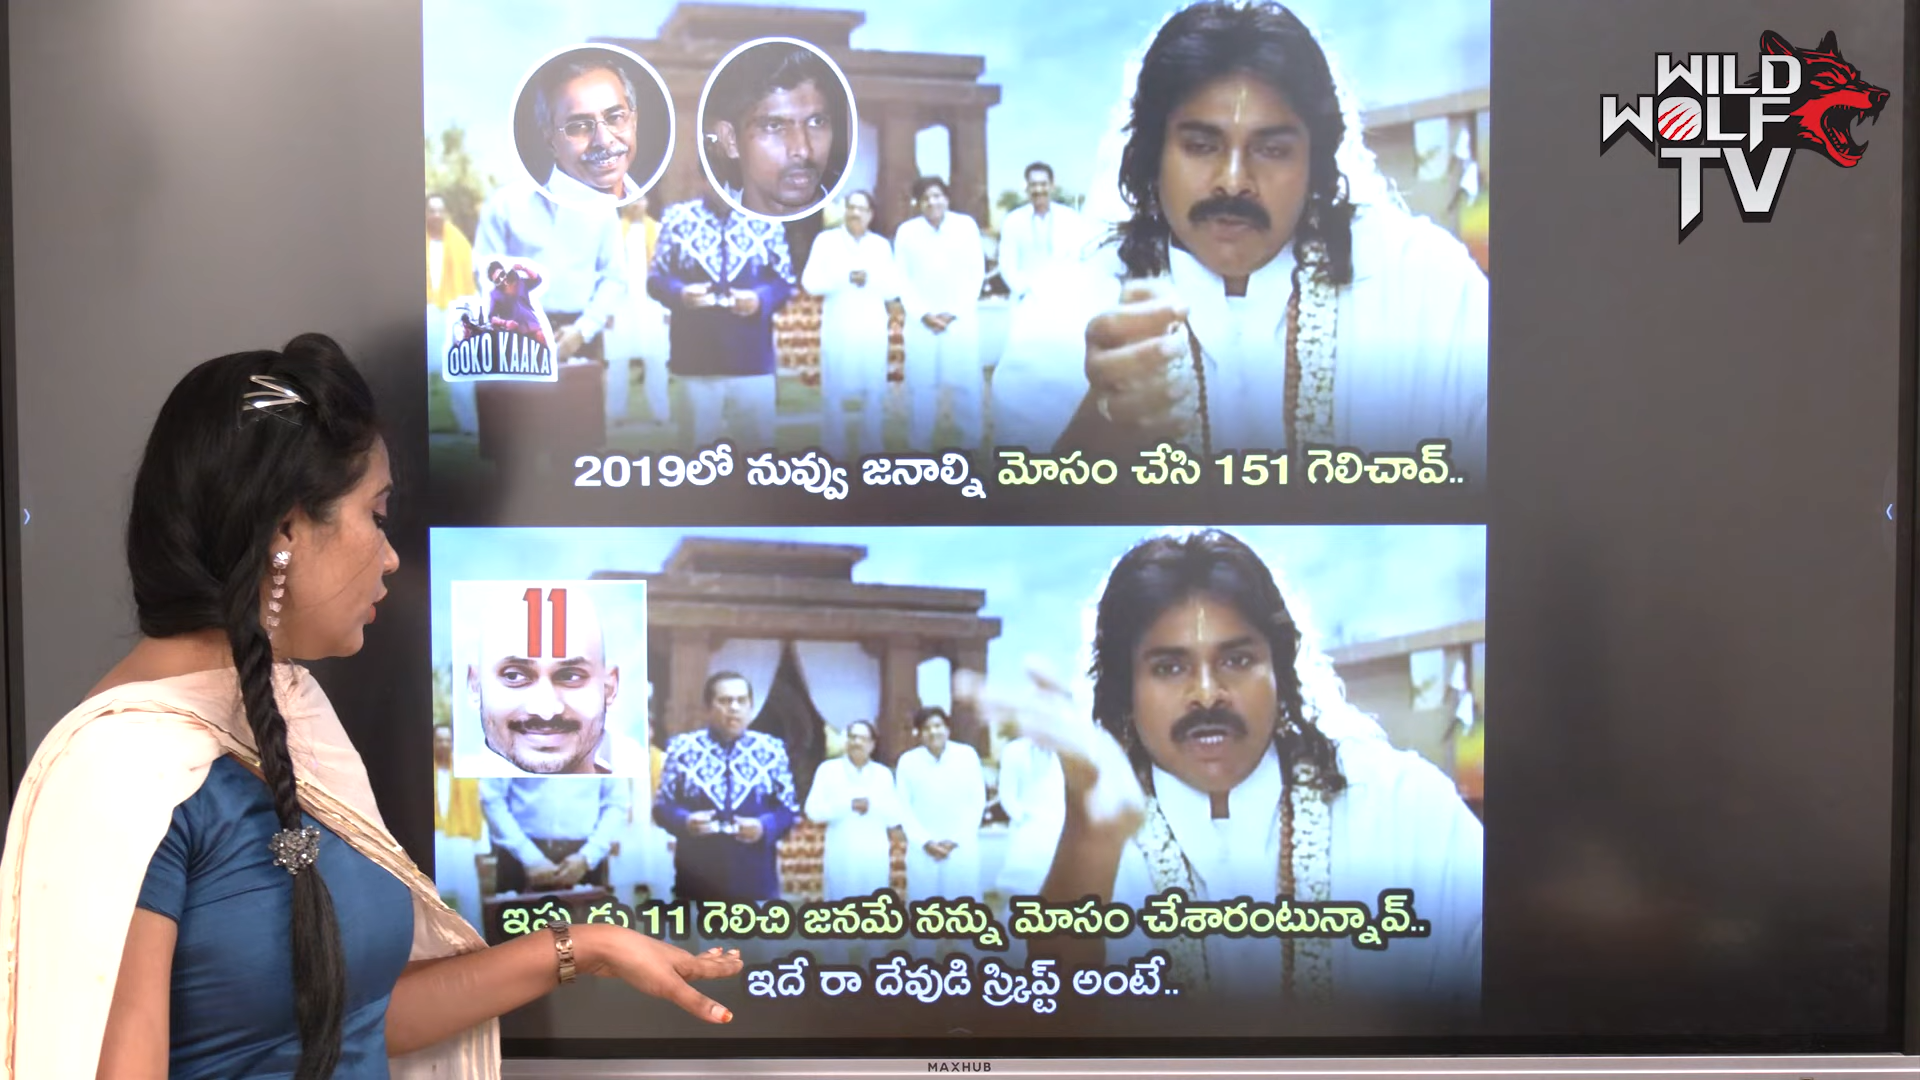 WILD
WOLF
TV
OOKO KAAKA
2019లో నువ్వు జనాల్ని మోసం చేసి 151 గెలిచావ్..
11
11 గెలిచి జనమే నన్ను మోసం చేశారంటున్నావ్..
ఇదే రా దేవుడి స్క్రిప్ట్ అంటే..
MAXHUB